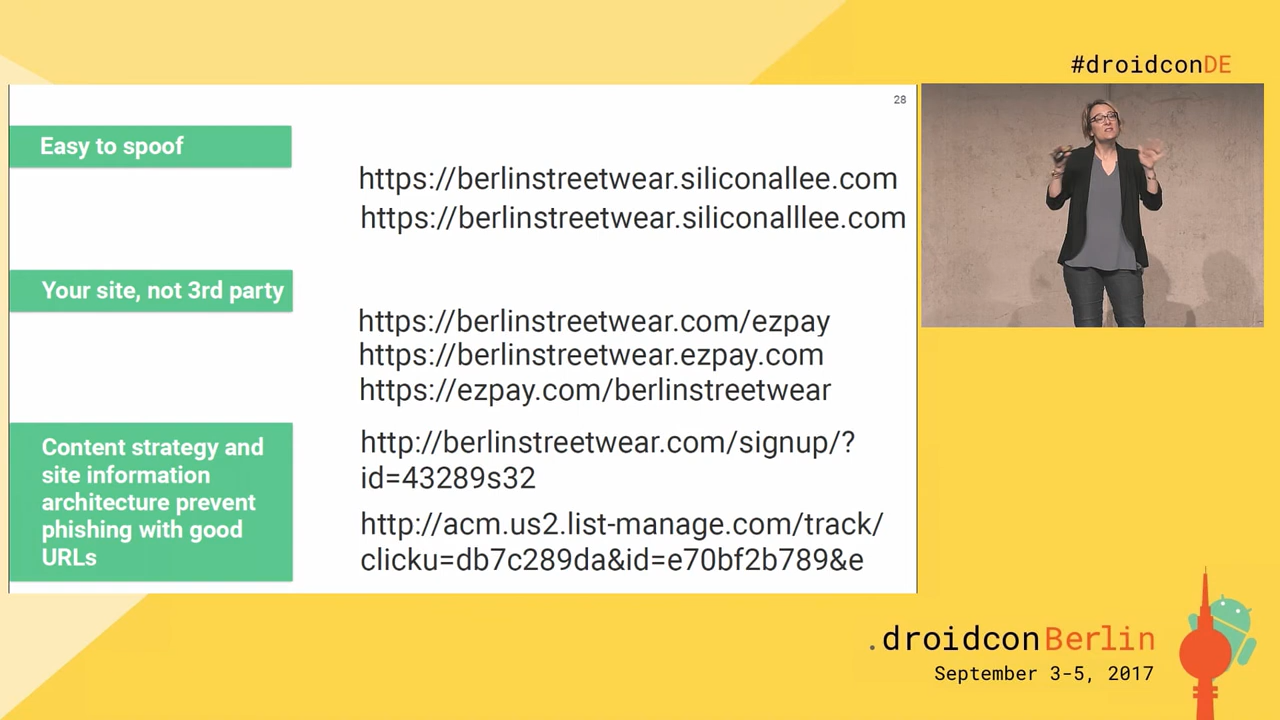 #droidconDE
28
Easy to spoof
https://berlinstreetwear.siliconallee.com
https://berlinstreetwear.siliconalllee.com
Your site, not 3rd party
https://berlinstreetwear.com/ezpay
https://berlinstreetwear.ezpay.com
https://ezpay.com/berlinstreetwear
Content strategy and
site information
architecture prevent
phishing with good
URLs
http://berlinstreetwear.com/signup/?
id=43289s32
http://acm.us2.list-manage.com/track/
clicku=db7c289da&id=e70bf2b789&e
.droidconBerlin
September 3-5, 2017